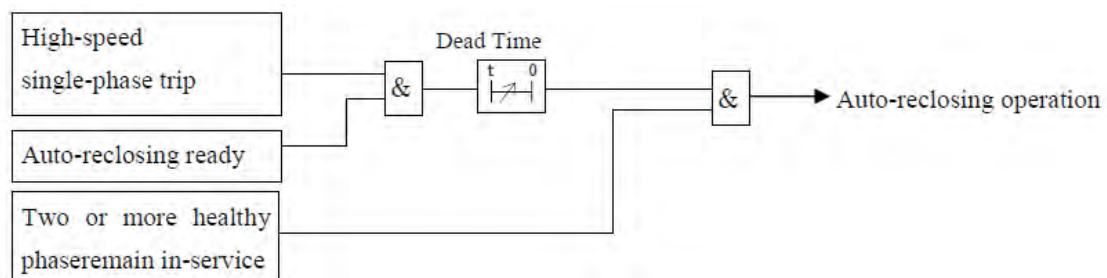 High-speed
single-phase trip
Dead Time
t 0
&
&
Auto-reclosing operation
Auto-reclosing ready
Two or more healthy
phaseremain in-service